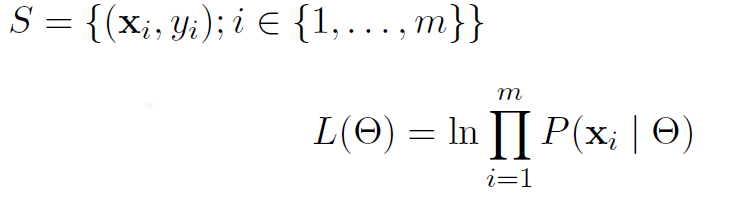 S = {(x_i, y_i); i ∈ {1, . . . , m}}
L(Θ) = ln ∏_{i=1}^{m} P(x_i | Θ)